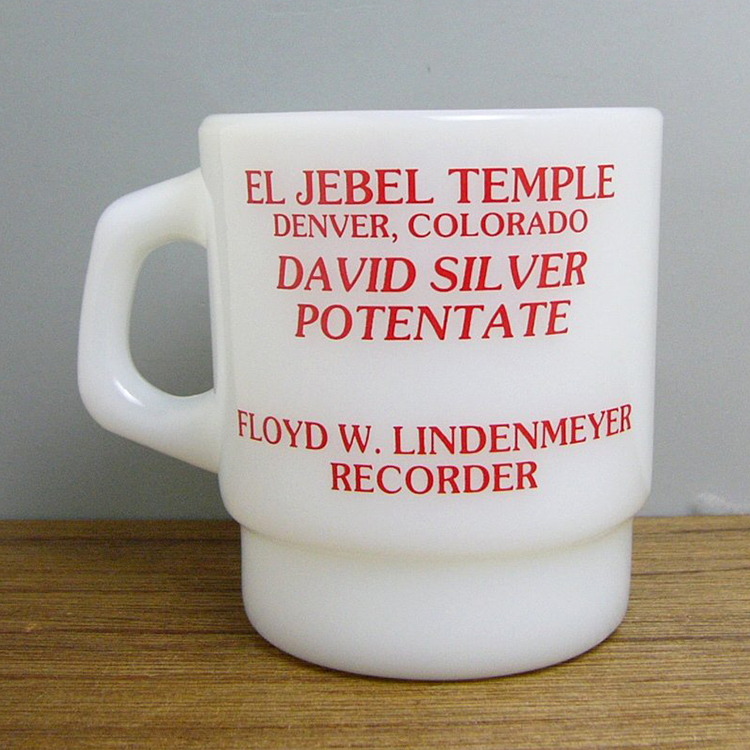 EL JEBEL TEMPLE
DENVER, COLORADO
DAVID SILVER
POTENTATE
FLOYD W. LINDENMEYER
RECORDER